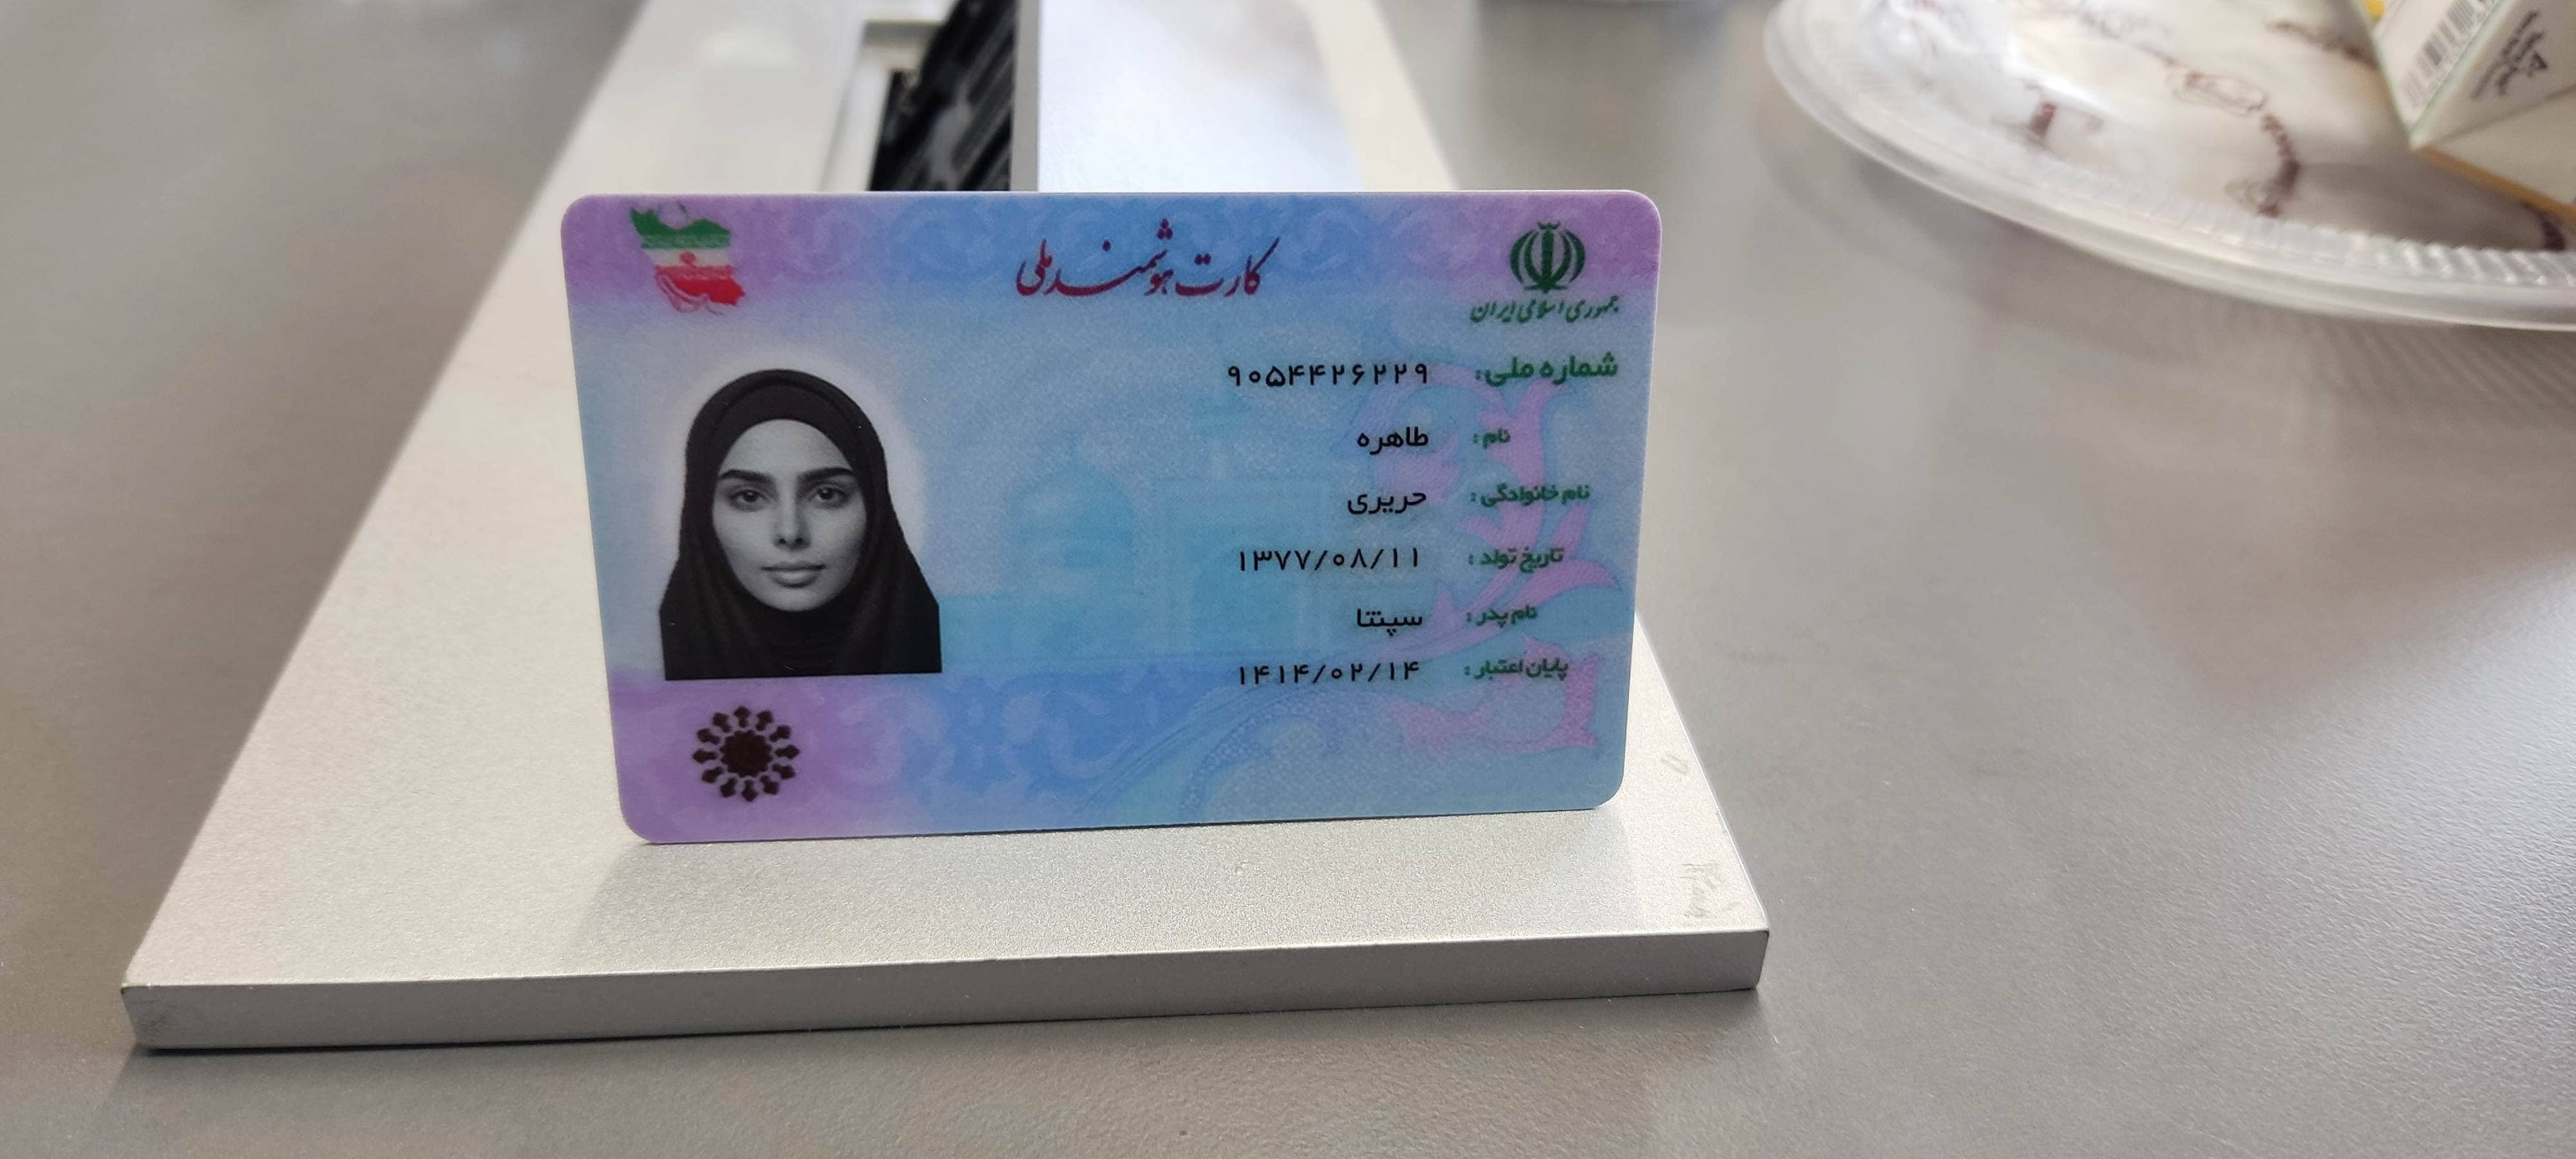 کارت هوشمند ملی
جمهوری اسلامی ایران
شماره ملی: ۹۰۵۴۴۲۶۲۲۹
نام: طاهره
نام خانوادگی: حریری
تاریخ تولد: ۱۳۷۷/۰۸/۱۱
نام پدر: سپنتا
پایان اعتبار: ۱۴۱۴/۰۲/۱۴